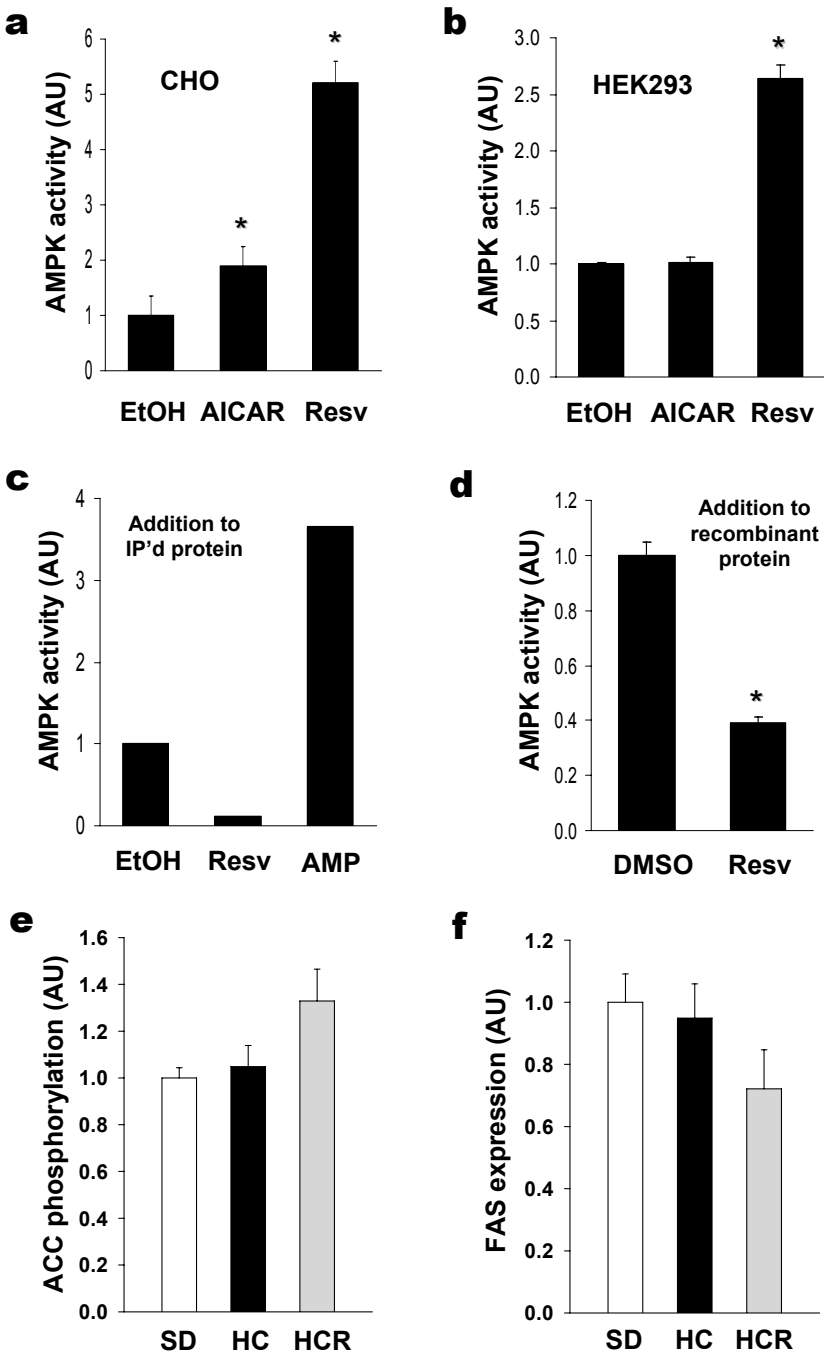 a
AMPK activity (AU)
6
5
4
3
2
1
0
CHO
*
*
EtOH AICAR Resv
b
AMPK activity (AU)
3.0
2.5
2.0
1.5
1.0
0.5
0.0
HEK293
*
EtOH AICAR Resv
c
AMPK activity (AU)
4
3
2
1
0
Addition to
IP'd protein
EtOH Resv AMP
d
AMPK activity (AU)
1.2
1.0
0.8
0.6
0.4
0.2
0.0
Addition to
recombinant
protein
*
DMSO Resv
e
ACC phosphorylation (AU)
1.6
1.4
1.2
1.0
0.8
0.6
0.4
0.2
0.0
SD HC HCR
f
FAS expression (AU)
1.2
1.0
0.8
0.6
0.4
0.2
0.0
SD HC HCR